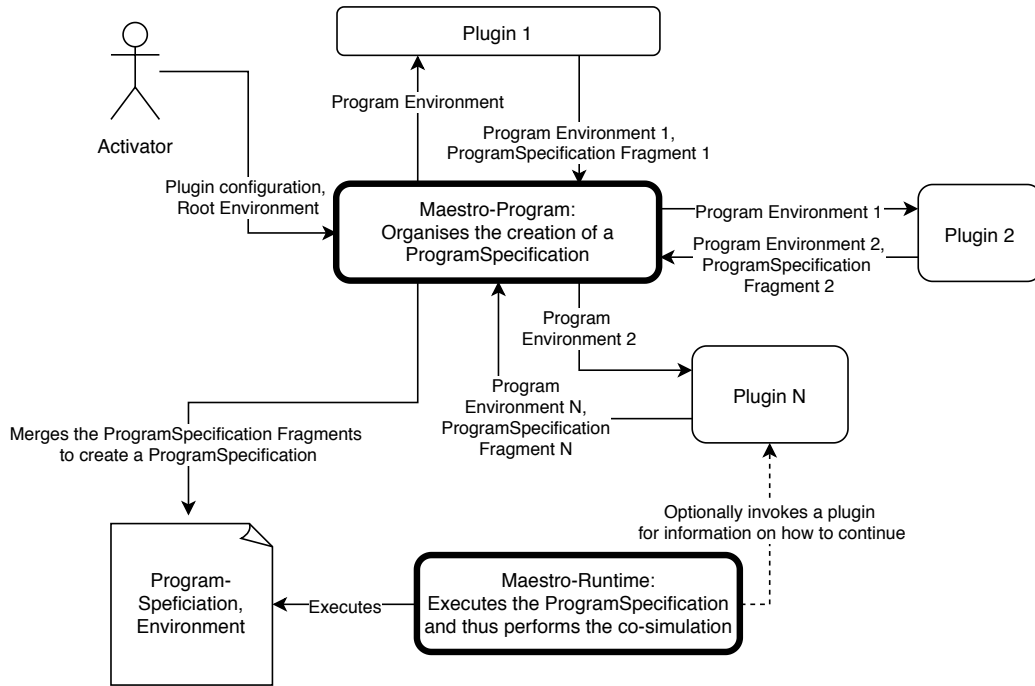 Plugin 1
Activator
Program Environment
Program Environment 1,
ProgramSpecification Fragment 1
Plugin configuration,
Root Environment
Maestro-Program:
Organises the creation of a
ProgramSpecification
Program Environment 1
Plugin 2
Program Environment 2,
ProgramSpecification
Fragment 2
Program
Environment 2
Plugin N
Program
Environment N,
ProgramSpecification
Fragment N
Merges the ProgramSpecification Fragments
to create a ProgramSpecification
Optionally invokes a plugin
for information on how to continue
Program-
Speficiation,
Environment
Executes
Maestro-Runtime:
Executes the ProgramSpecification
and thus performs the co-simulation